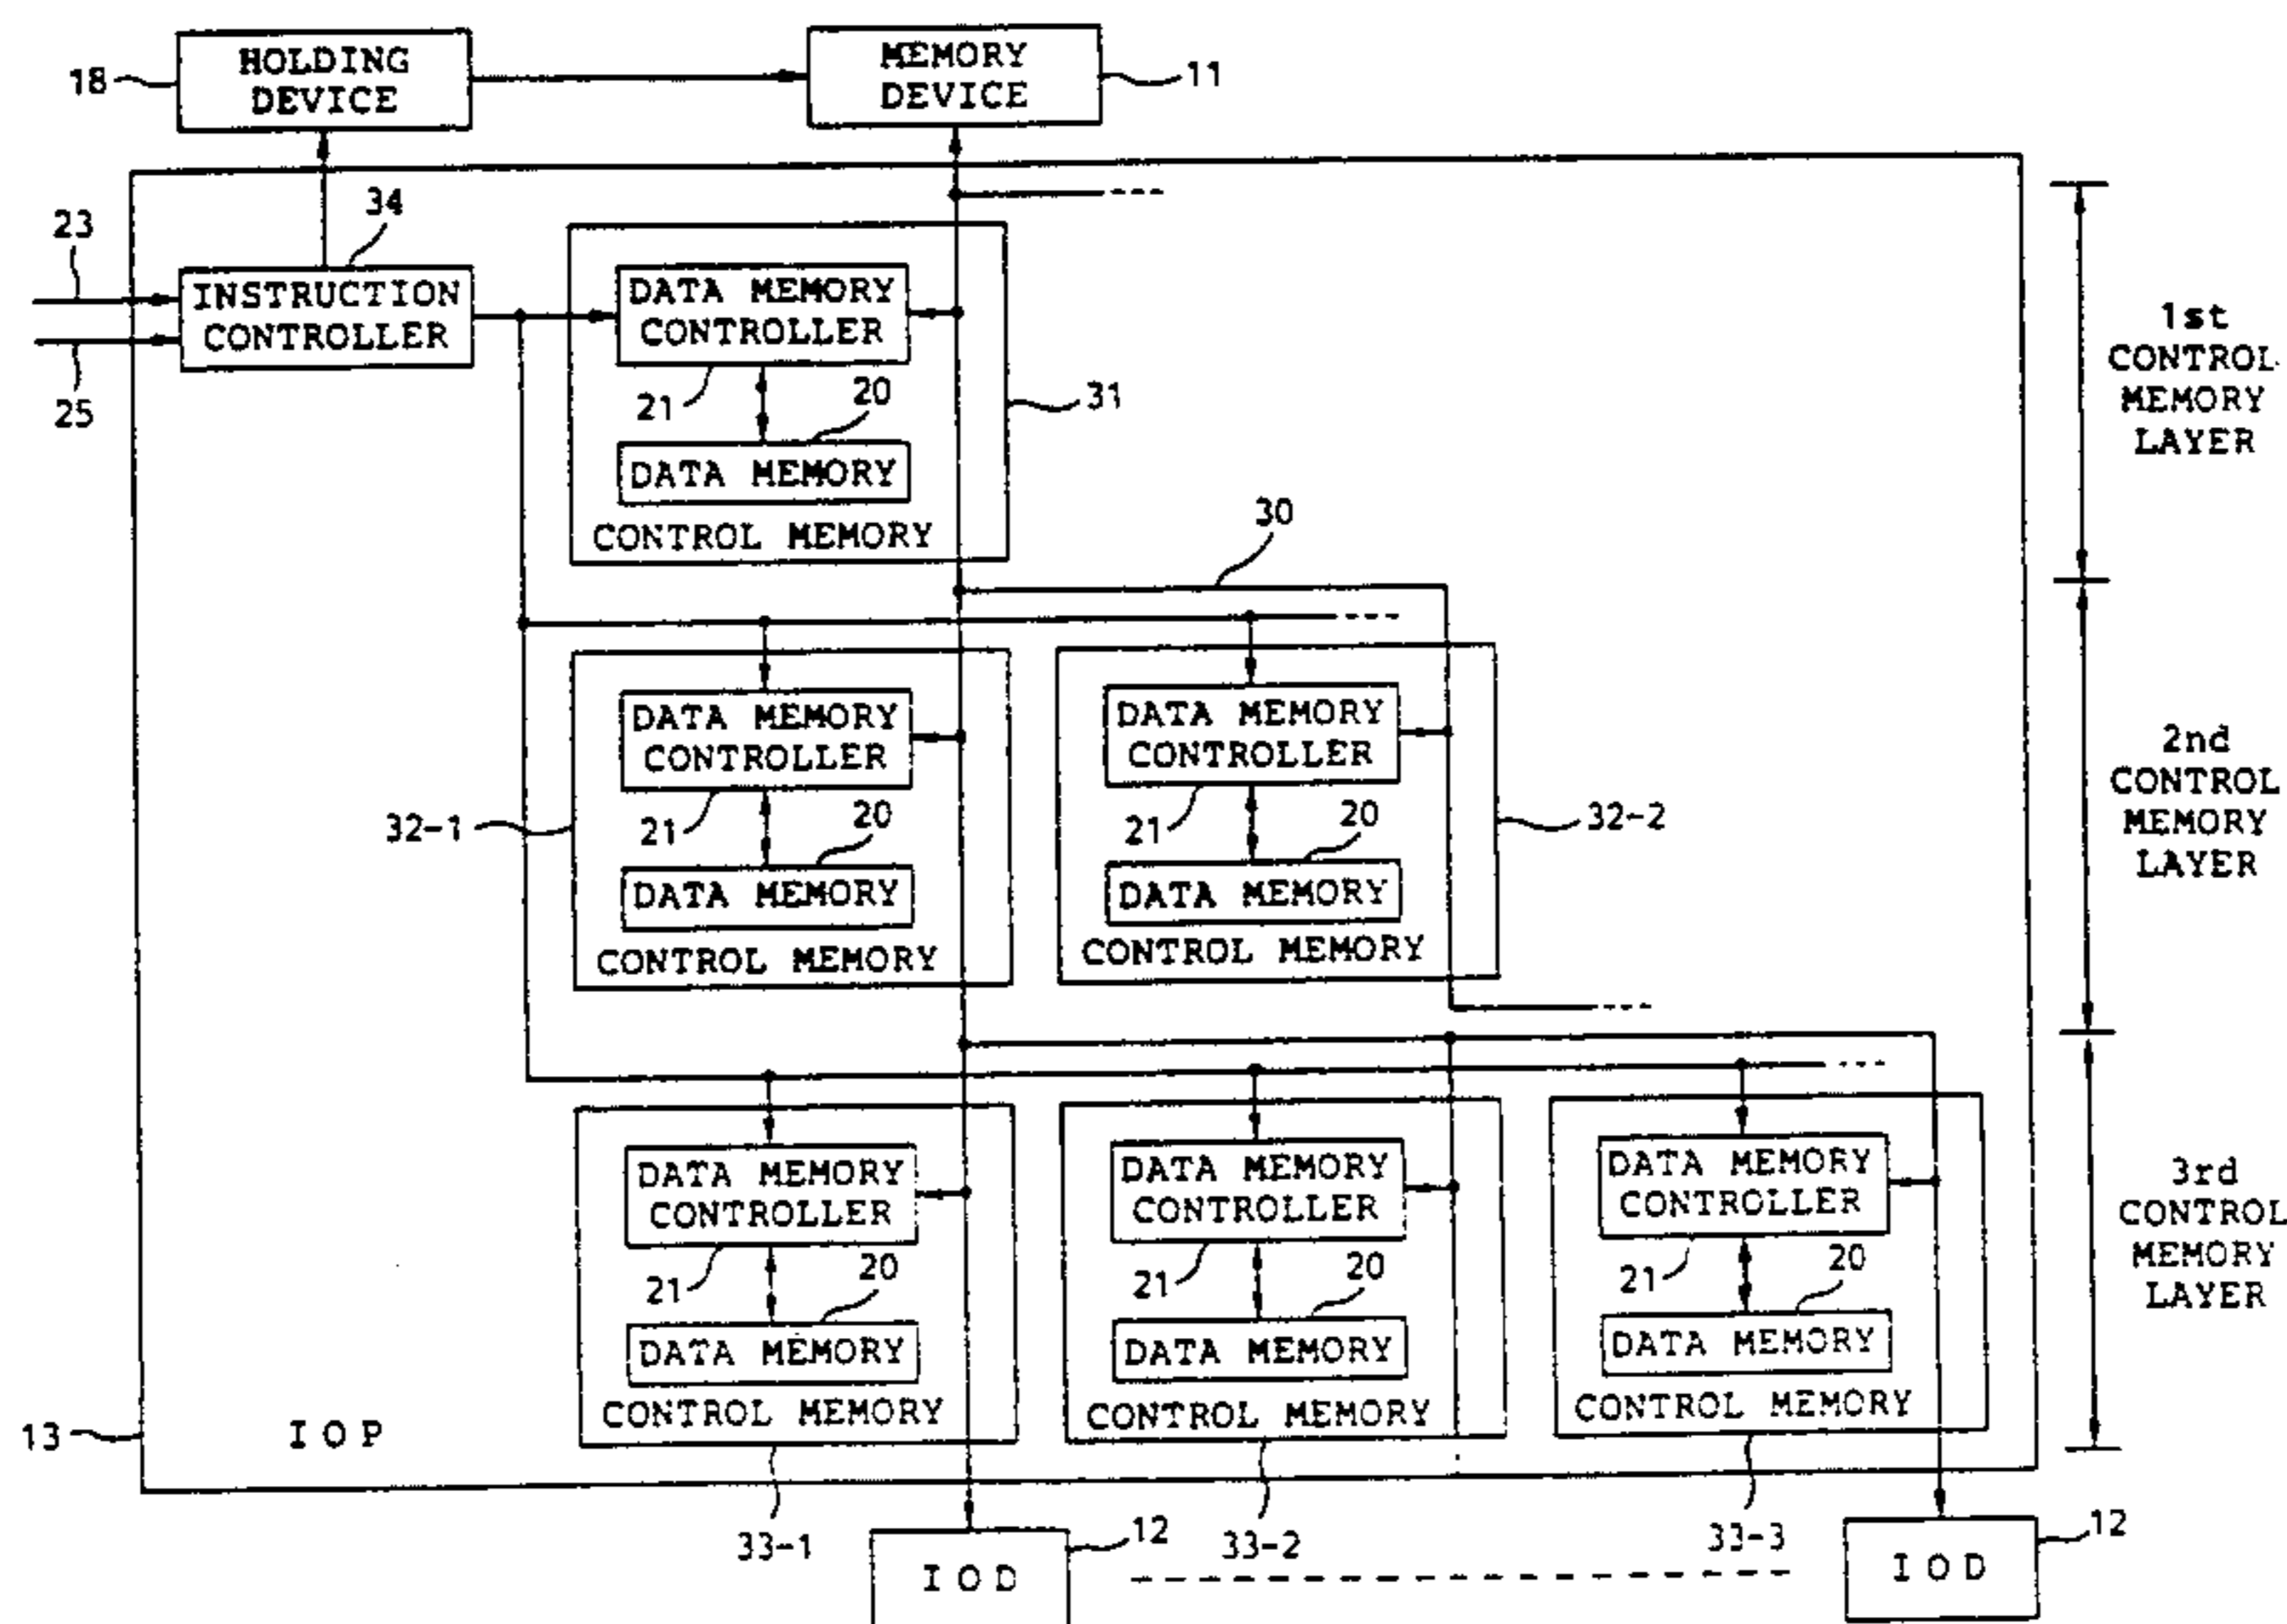 HOLDING
DEVICE
18
MEMORY
DEVICE
11
23
25
34
INSTRUCTION
CONTROLLER
DATA MEMORY
CONTROLLER
21
20
DATA MEMORY
CONTROL MEMORY
31
1st
CONTROL
MEMORY
LAYER
30
DATA MEMORY
CONTROLLER
21
20
DATA MEMORY
CONTROL MEMORY
32-1
DATA MEMORY
CONTROLLER
21
20
DATA MEMORY
CONTROL MEMORY
32-2
2nd
CONTROL
MEMORY
LAYER
DATA MEMORY
CONTROLLER
21
20
DATA MEMORY
CONTROL MEMORY
33-1
DATA MEMORY
CONTROLLER
21
20
DATA MEMORY
CONTROL MEMORY
33-2
DATA MEMORY
CONTROLLER
21
20
DATA MEMORY
CONTROL MEMORY
33-3
3rd
CONTROL
MEMORY
LAYER
13
IOP
IOD
12
IOD
12